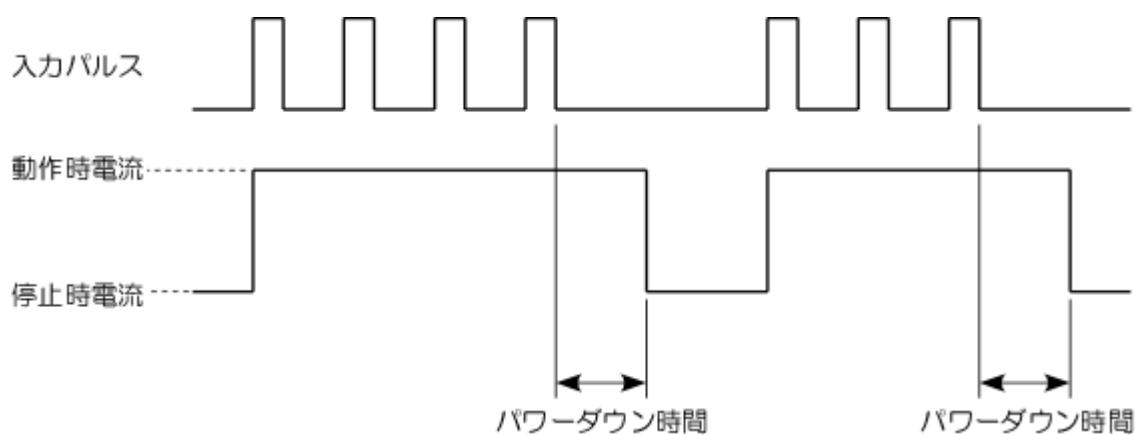 入力パルス
動作時電流
停止時電流
パワーダウン時間
パワーダウン時間